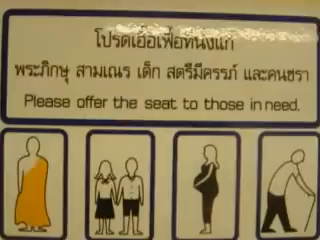 โปรดเอื้อเฟื้อที่นั่งแก่
พระภิกษุ สามเณร เด็ก สตรีมีครรภ์ และคนชรา
Please offer the seat to those in need.